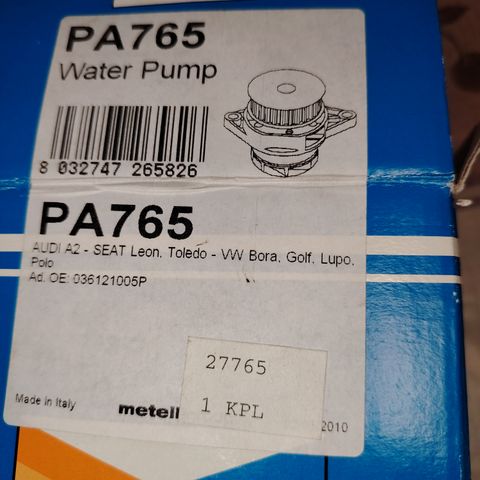 PA765
Water Pump
8 032747 265826
PA765
AUDI A2 - SEAT Leon, Toledo - VW Bora, Golf, Lupo,
Polo
Ad. OE: 036121005P
27765
1 KPL
Made in Italy
metell
2010